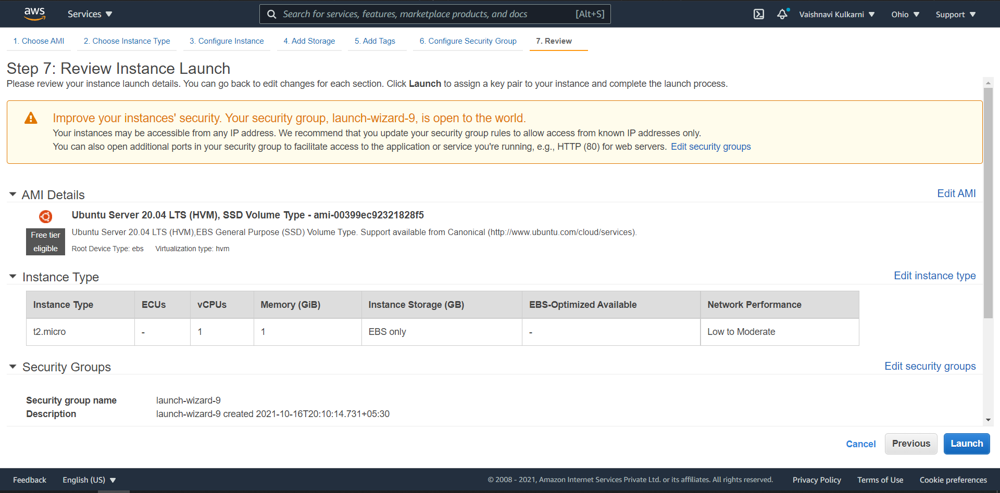 aws Services Search for services, features, marketplace products, and docs [Alt+S] Vaishnavi Kulkarni Ohio Support
1. Choose AMI 2. Choose Instance Type 3. Configure Instance 4. Add Storage 5. Add Tags 6. Configure Security Group 7. Review
Step 7: Review Instance Launch
Please review your instance launch details. You can go back to edit changes for each section. Click Launch to assign a key pair to your instance and complete the launch process.
Improve your instances' security. Your security group, launch-wizard-9, is open to the world.
Your instances may be accessible from any IP address. We recommend that you update your security group rules to allow access from known IP addresses only.
You can also open additional ports in your security group to facilitate access to the application or service you're running, e.g., HTTP (80) for web servers. Edit security groups
AMI Details Edit AMI
Ubuntu Server 20.04 LTS (HVM), SSD Volume Type - ami-00399ec92321828f5
Free tier eligible
Ubuntu Server 20.04 LTS (HVM),EBS General Purpose (SSD) Volume Type. Support available from Canonical (http://www.ubuntu.com/cloud/services).
Root Device Type: ebs Virtualization type: hvm
Instance Type Edit instance type
Instance Type ECUs vCPUs Memory (GiB) Instance Storage (GB) EBS-Optimized Available Network Performance
t2.micro - 1 1 EBS only - Low to Moderate
Security Groups Edit security groups
Security group name launch-wizard-9
Description launch-wizard-9 created 2021-10-16T20:10:14.731+05:30
Cancel Previous Launch
Feedback English (US) © 2008 - 2021, Amazon Internet Services Private Ltd. or its affiliates. All rights reserved. Privacy Policy Terms of Use Cookie preferences